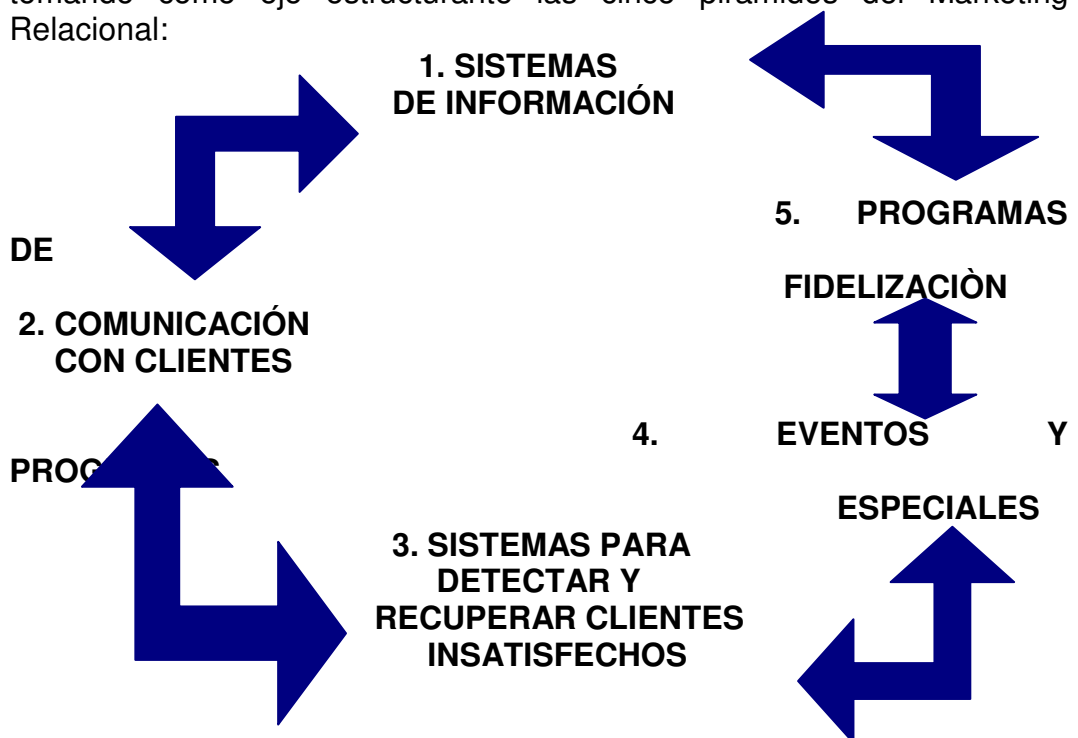 tomando como eje estructurante las cinco pirámides del Marketing
Relacional:
1. SISTEMAS
DE INFORMACIÓN
5. PROGRAMAS
DE
FIDELIZACIÒN
2. COMUNICACIÓN
CON CLIENTES
4. EVENTOS Y
ESPECIALES
3. SISTEMAS PARA
DETECTAR Y
RECUPERAR CLIENTES
INSATISFECHOS